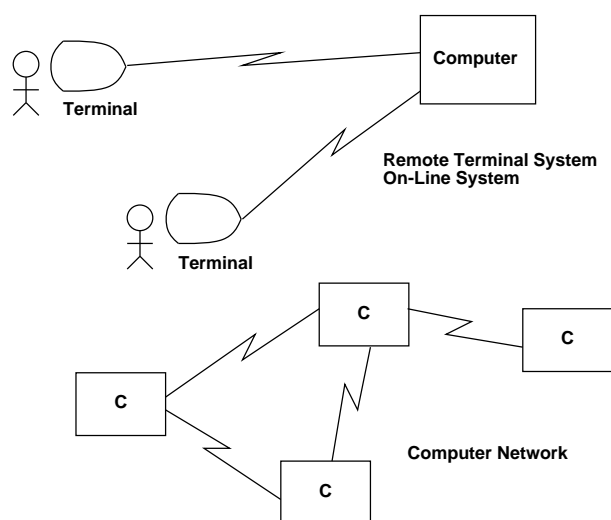 Computer
Terminal
Remote Terminal System
On-Line System
Terminal
C
C
C
C
Computer Network